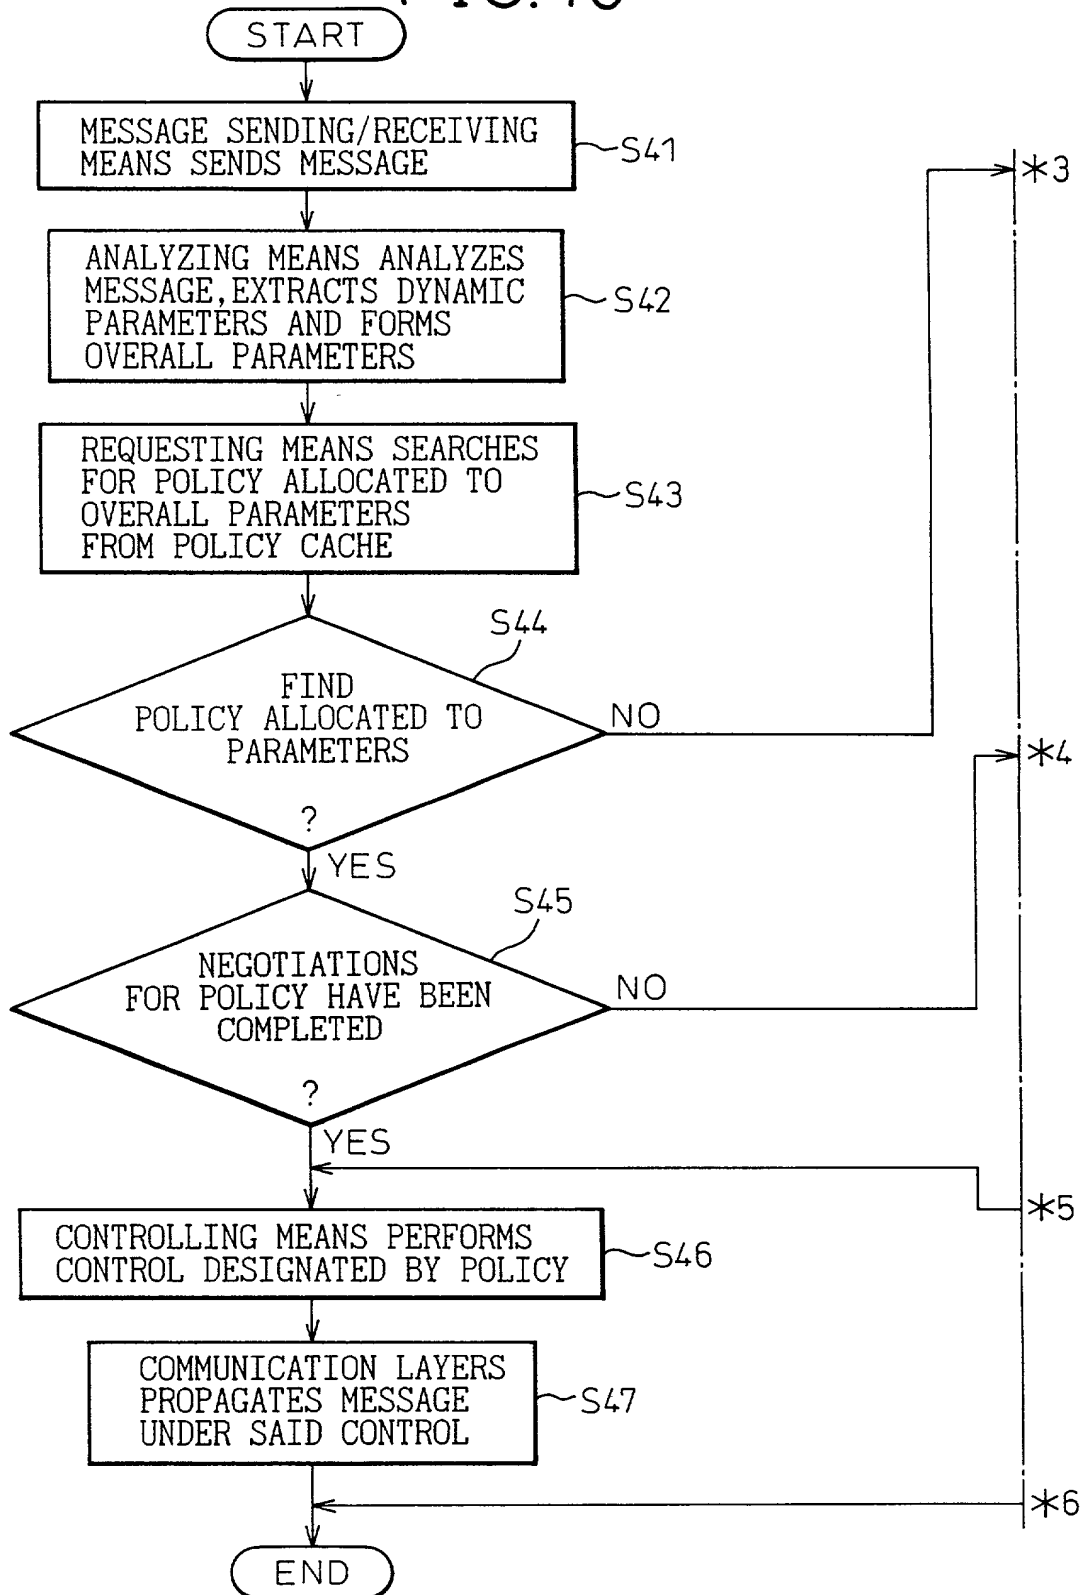 START
MESSAGE SENDING/RECEIVING
MEANS SENDS MESSAGE
S41
*3
ANALYZING MEANS ANALYZES
MESSAGE, EXTRACTS DYNAMIC
PARAMETERS AND FORMS
OVERALL PARAMETERS
S42
REQUESTING MEANS SEARCHES
FOR POLICY ALLOCATED TO
OVERALL PARAMETERS
FROM POLICY CACHE
S43
S44
FIND
POLICY ALLOCATED TO
PARAMETERS
?
NO
*4
YES
S45
NEGOTIATIONS
FOR POLICY HAVE BEEN
COMPLETED
?
NO
YES
*5
CONTROLLING MEANS PERFORMS
CONTROL DESIGNATED BY POLICY
S46
COMMUNICATION LAYERS
PROPAGATES MESSAGE
UNDER SAID CONTROL
S47
*6
END